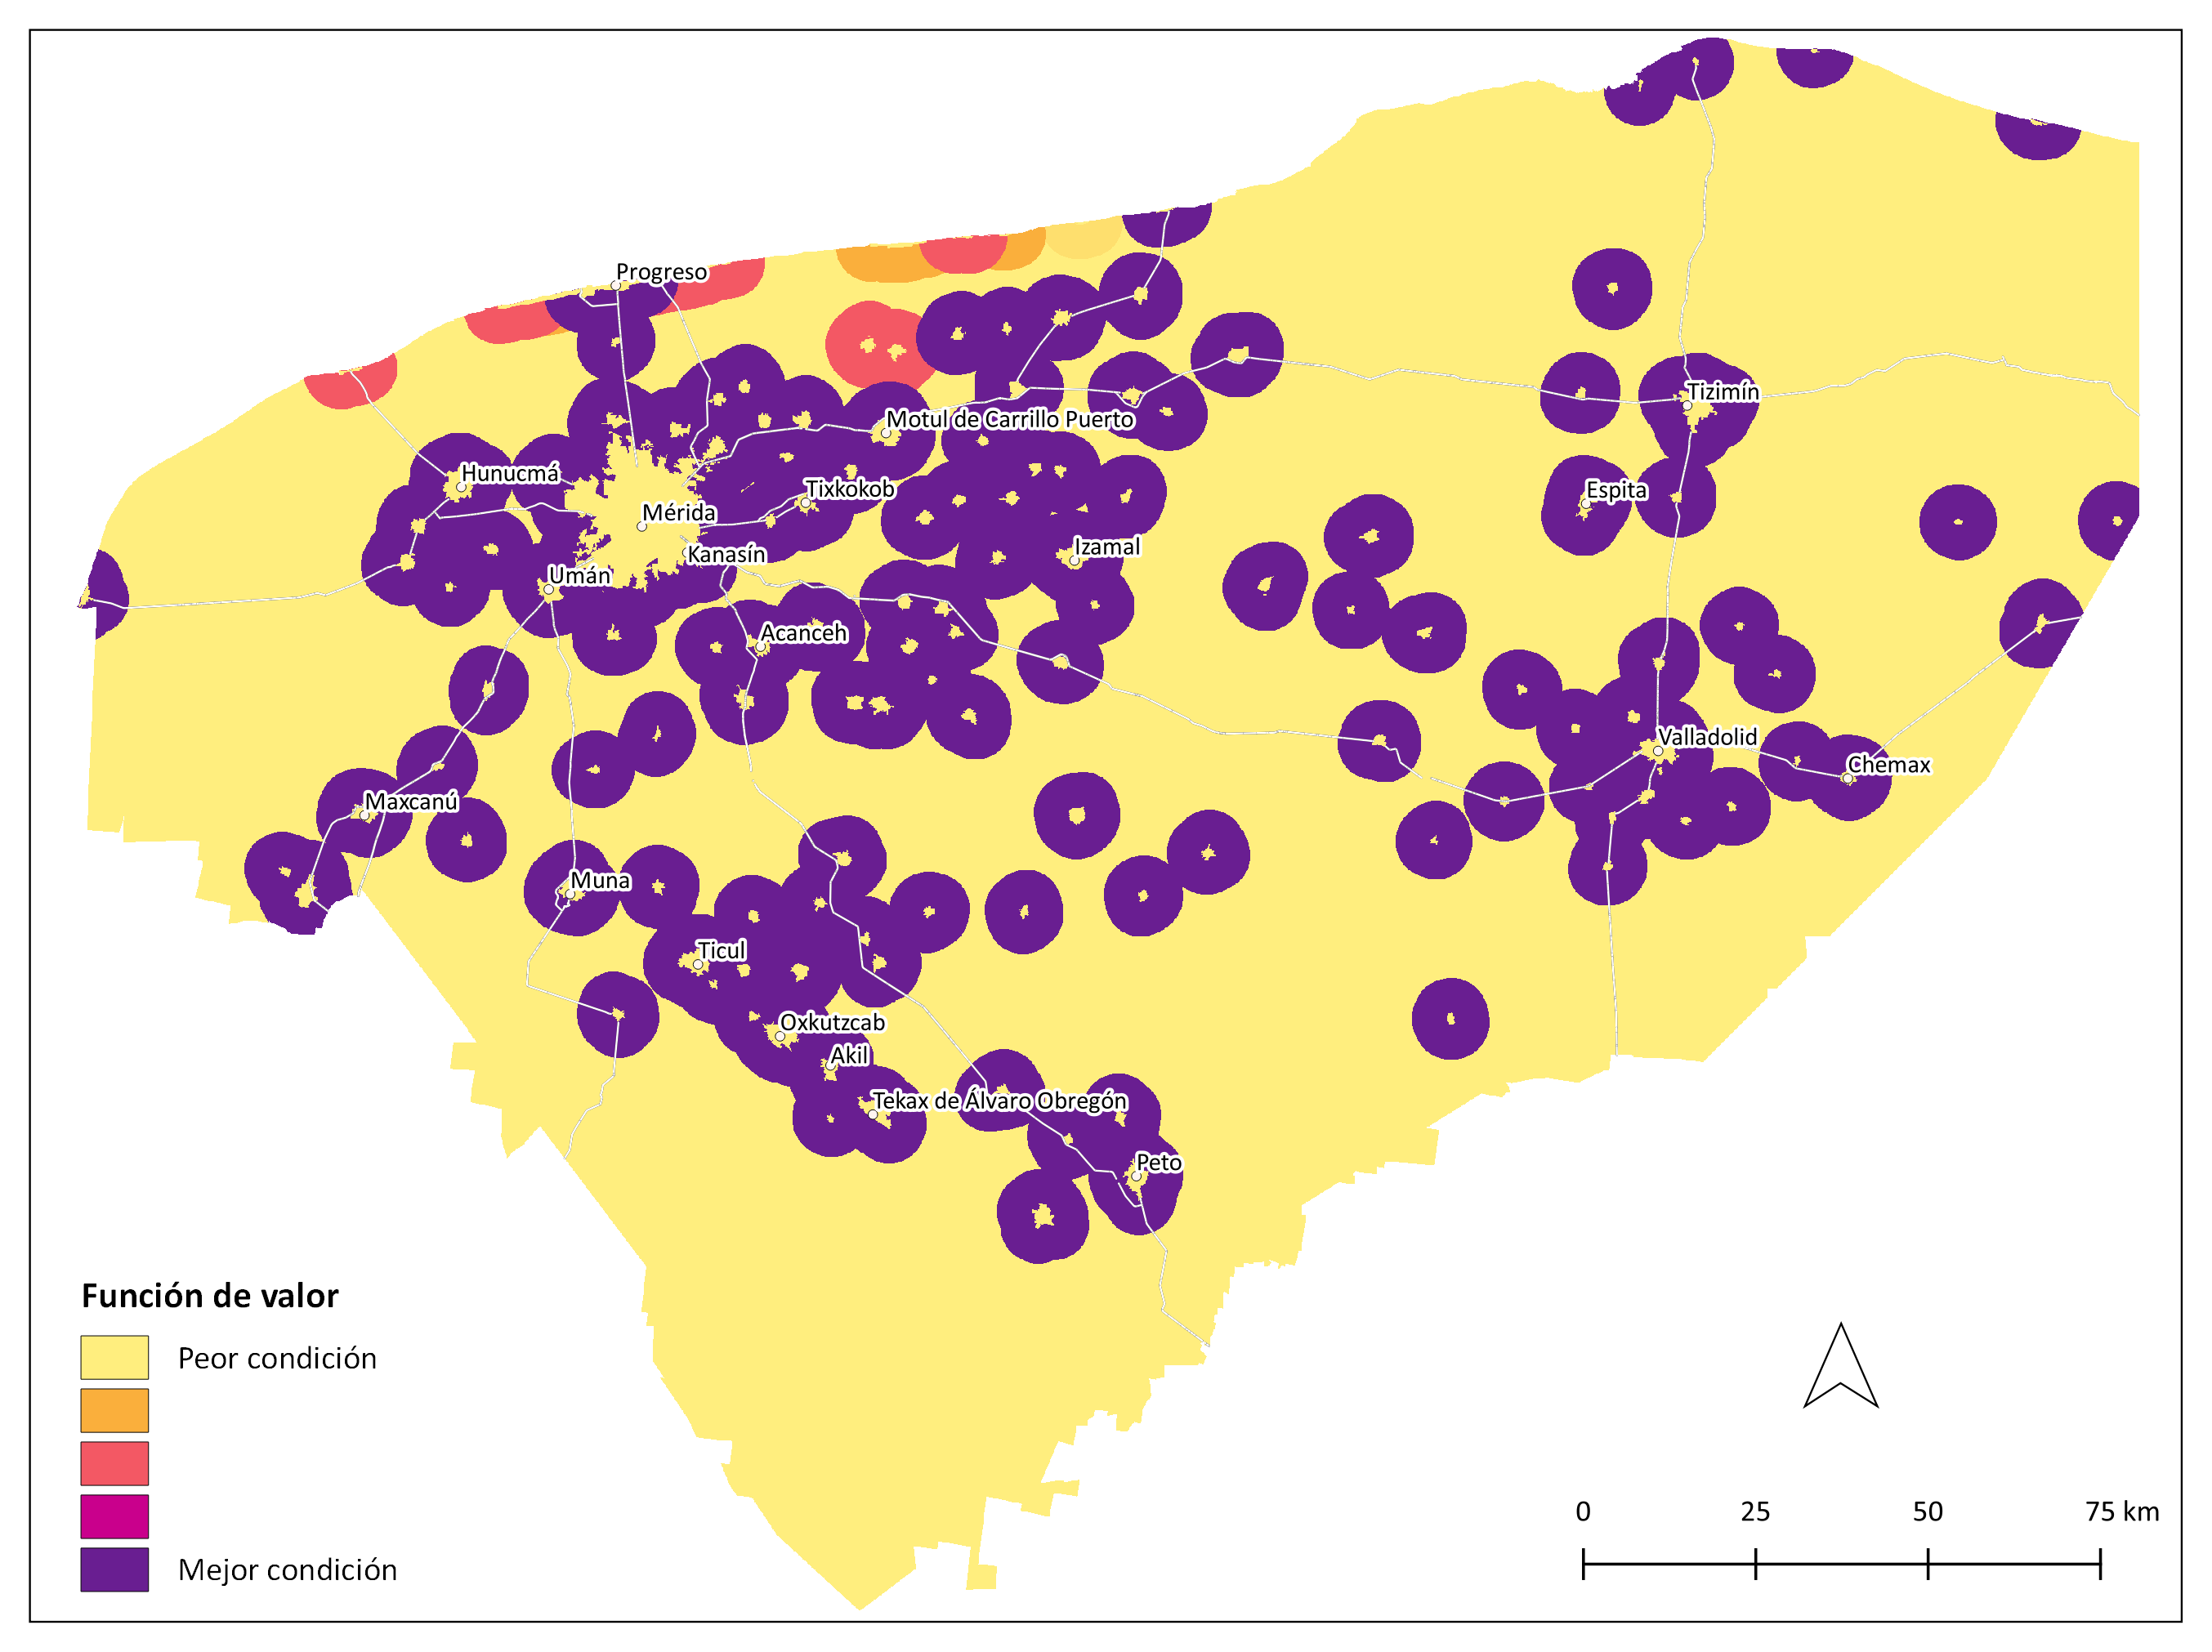 Progreso
Tizimín
Motul de Carrillo Puerto
Hunucmá
Tixkokob
Espita
Mérida
Izamal
Kanasín
Umán
Acanceh
Valladolid
Chemax
Maxcanú
Muna
Ticul
Oxkutzcab
Akil
Tekax de Álvaro Obregón
Peto
Función de valor
Peor condición
Mejor condición
0 25 50 75 km